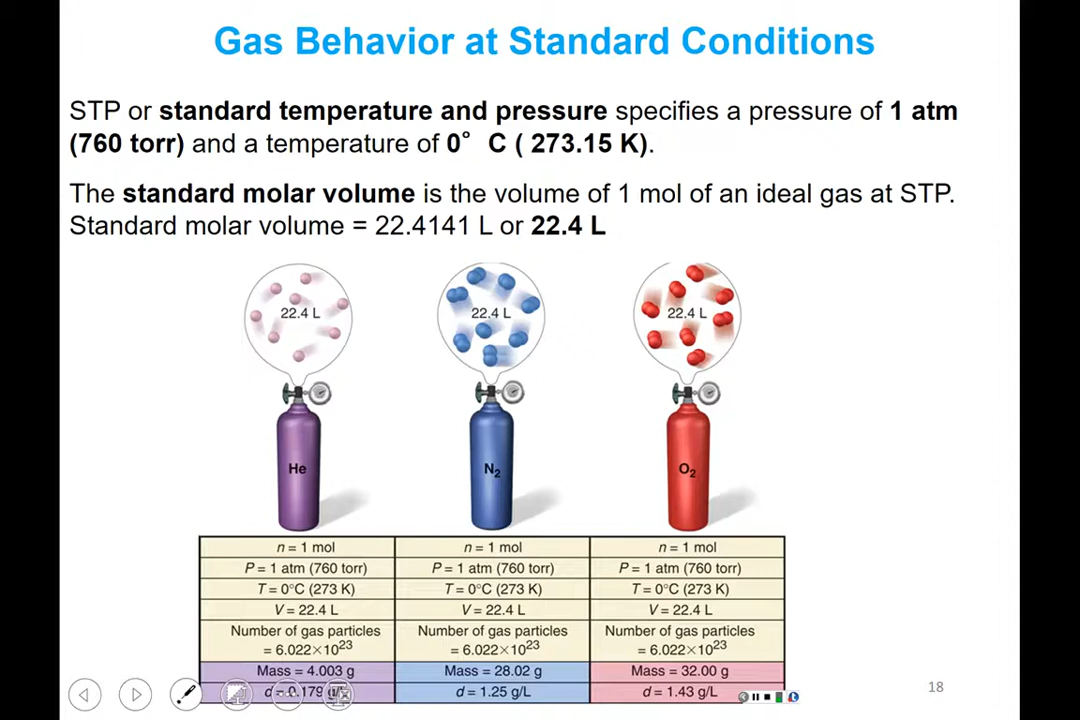 Gas Behavior at Standard Conditions
STP or standard temperature and pressure specifies a pressure of 1 atm
(760 torr) and a temperature of 0° C ( 273.15 K).
The standard molar volume is the volume of 1 mol of an ideal gas at STP.
Standard molar volume = 22.4141 L or 22.4 L
22.4 L 22.4 L 22.4 L
He N₂ O₂
n = 1 mol n = 1 mol n = 1 mol
P = 1 atm (760 torr) P = 1 atm (760 torr) P = 1 atm (760 torr)
T = 0°C (273 K) T = 0°C (273 K) T = 0°C (273 K)
V = 22.4 L V = 22.4 L V = 22.4 L
Number of gas particles Number of gas particles Number of gas particles
= 6.022×10²³ = 6.022×10²³ = 6.022×10²³
Mass = 4.003 g Mass = 28.02 g Mass = 32.00 g
d = 0.179 g/L d = 1.25 g/L d = 1.43 g/L
18